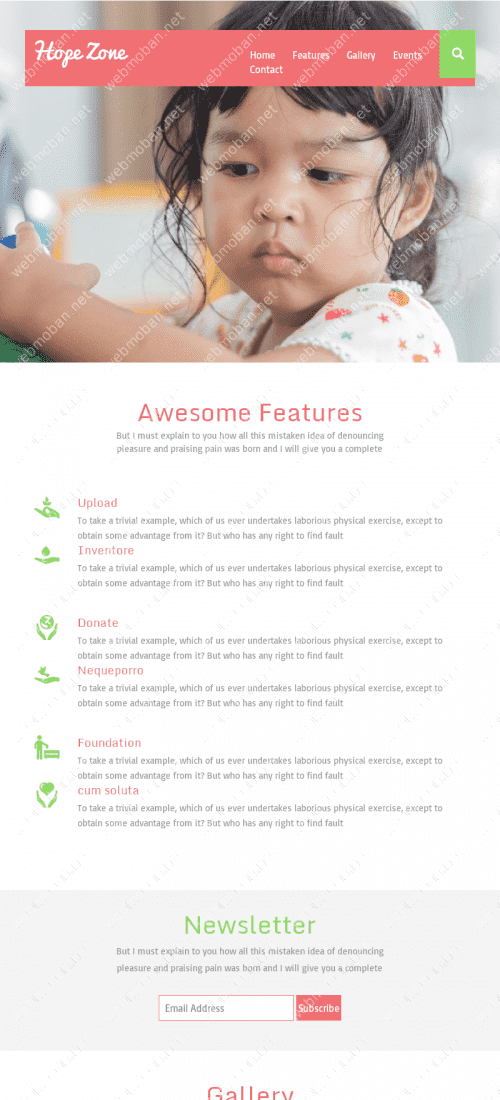 Hope Zone
Home Features Gallery Events
Contact
Awesome Features
But I must explain to you how all this mistaken idea of denouncing
pleasure and praising pain was born and I will give you a complete
Upload
To take a trivial example, which of us ever undertakes laborious physical exercise, except to
obtain some advantage from it? But who has any right to find fault
Inventore
To take a trivial example, which of us ever undertakes laborious physical exercise, except to
obtain some advantage from it? But who has any right to find fault
Donate
To take a trivial example, which of us ever undertakes laborious physical exercise, except to
obtain some advantage from it? But who has any right to find fault
Nequeporro
To take a trivial example, which of us ever undertakes laborious physical exercise, except to
obtain some advantage from it? But who has any right to find fault
Foundation
To take a trivial example, which of us ever undertakes laborious physical exercise, except to
obtain some advantage from it? But who has any right to find fault
cum soluta
To take a trivial example, which of us ever undertakes laborious physical exercise, except to
obtain some advantage from it? But who has any right to find fault
Newsletter
But I must explain to you how all this mistaken idea of denouncing
pleasure and praising pain was born and I will give you a complete
Email Address Subscribe
Gallery
webmoban.net